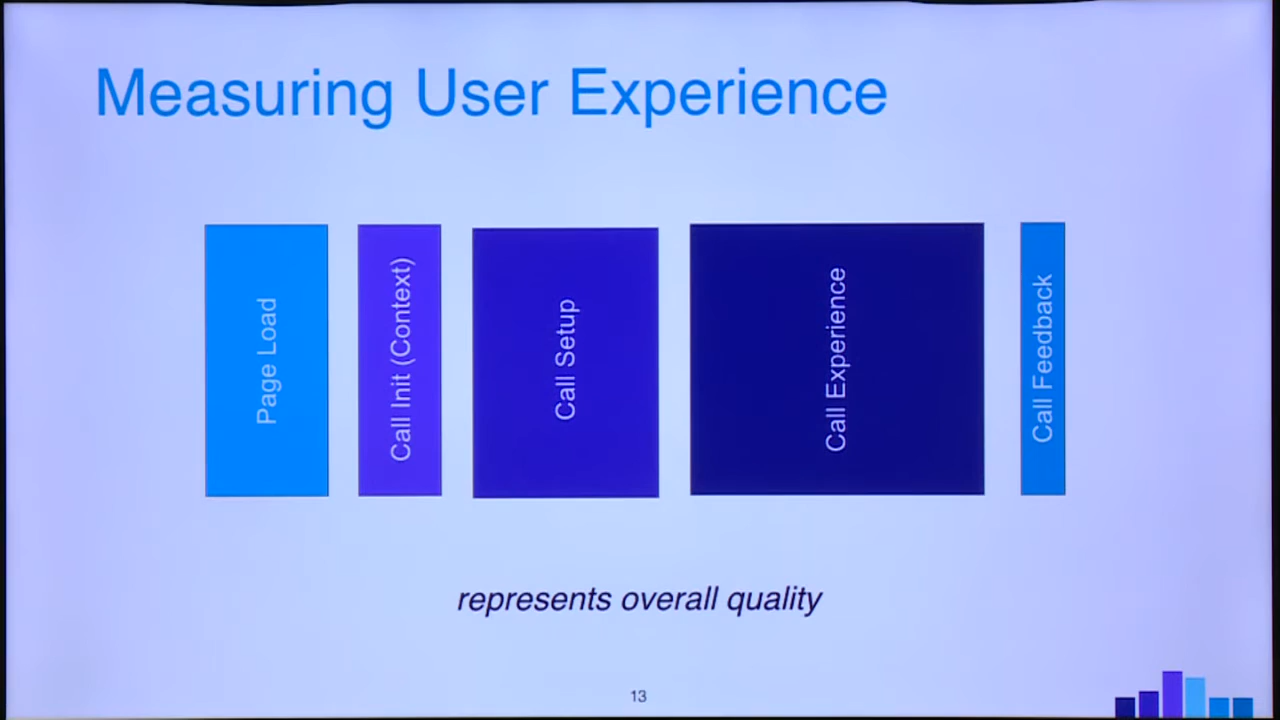 Measuring User Experience
Page Load
Call Init (Context)
Call Setup
Call Experience
Call Feedback
represents overall quality
13